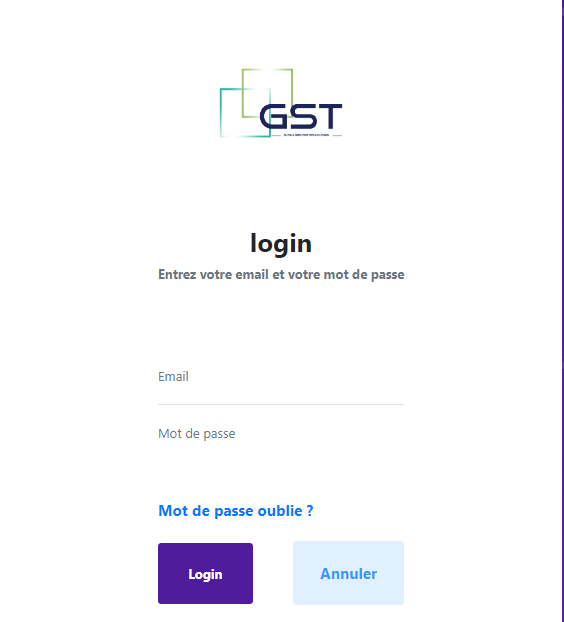 GST
login
Entrez votre email et votre mot de passe
Email
Mot de passe
Mot de passe oublie ?
Login
Annuler